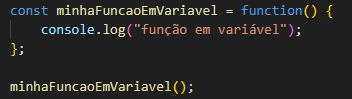 const minhaFuncaoEmVariavel = function() {
    console.log("função em variável");
};

minhaFuncaoEmVariavel();